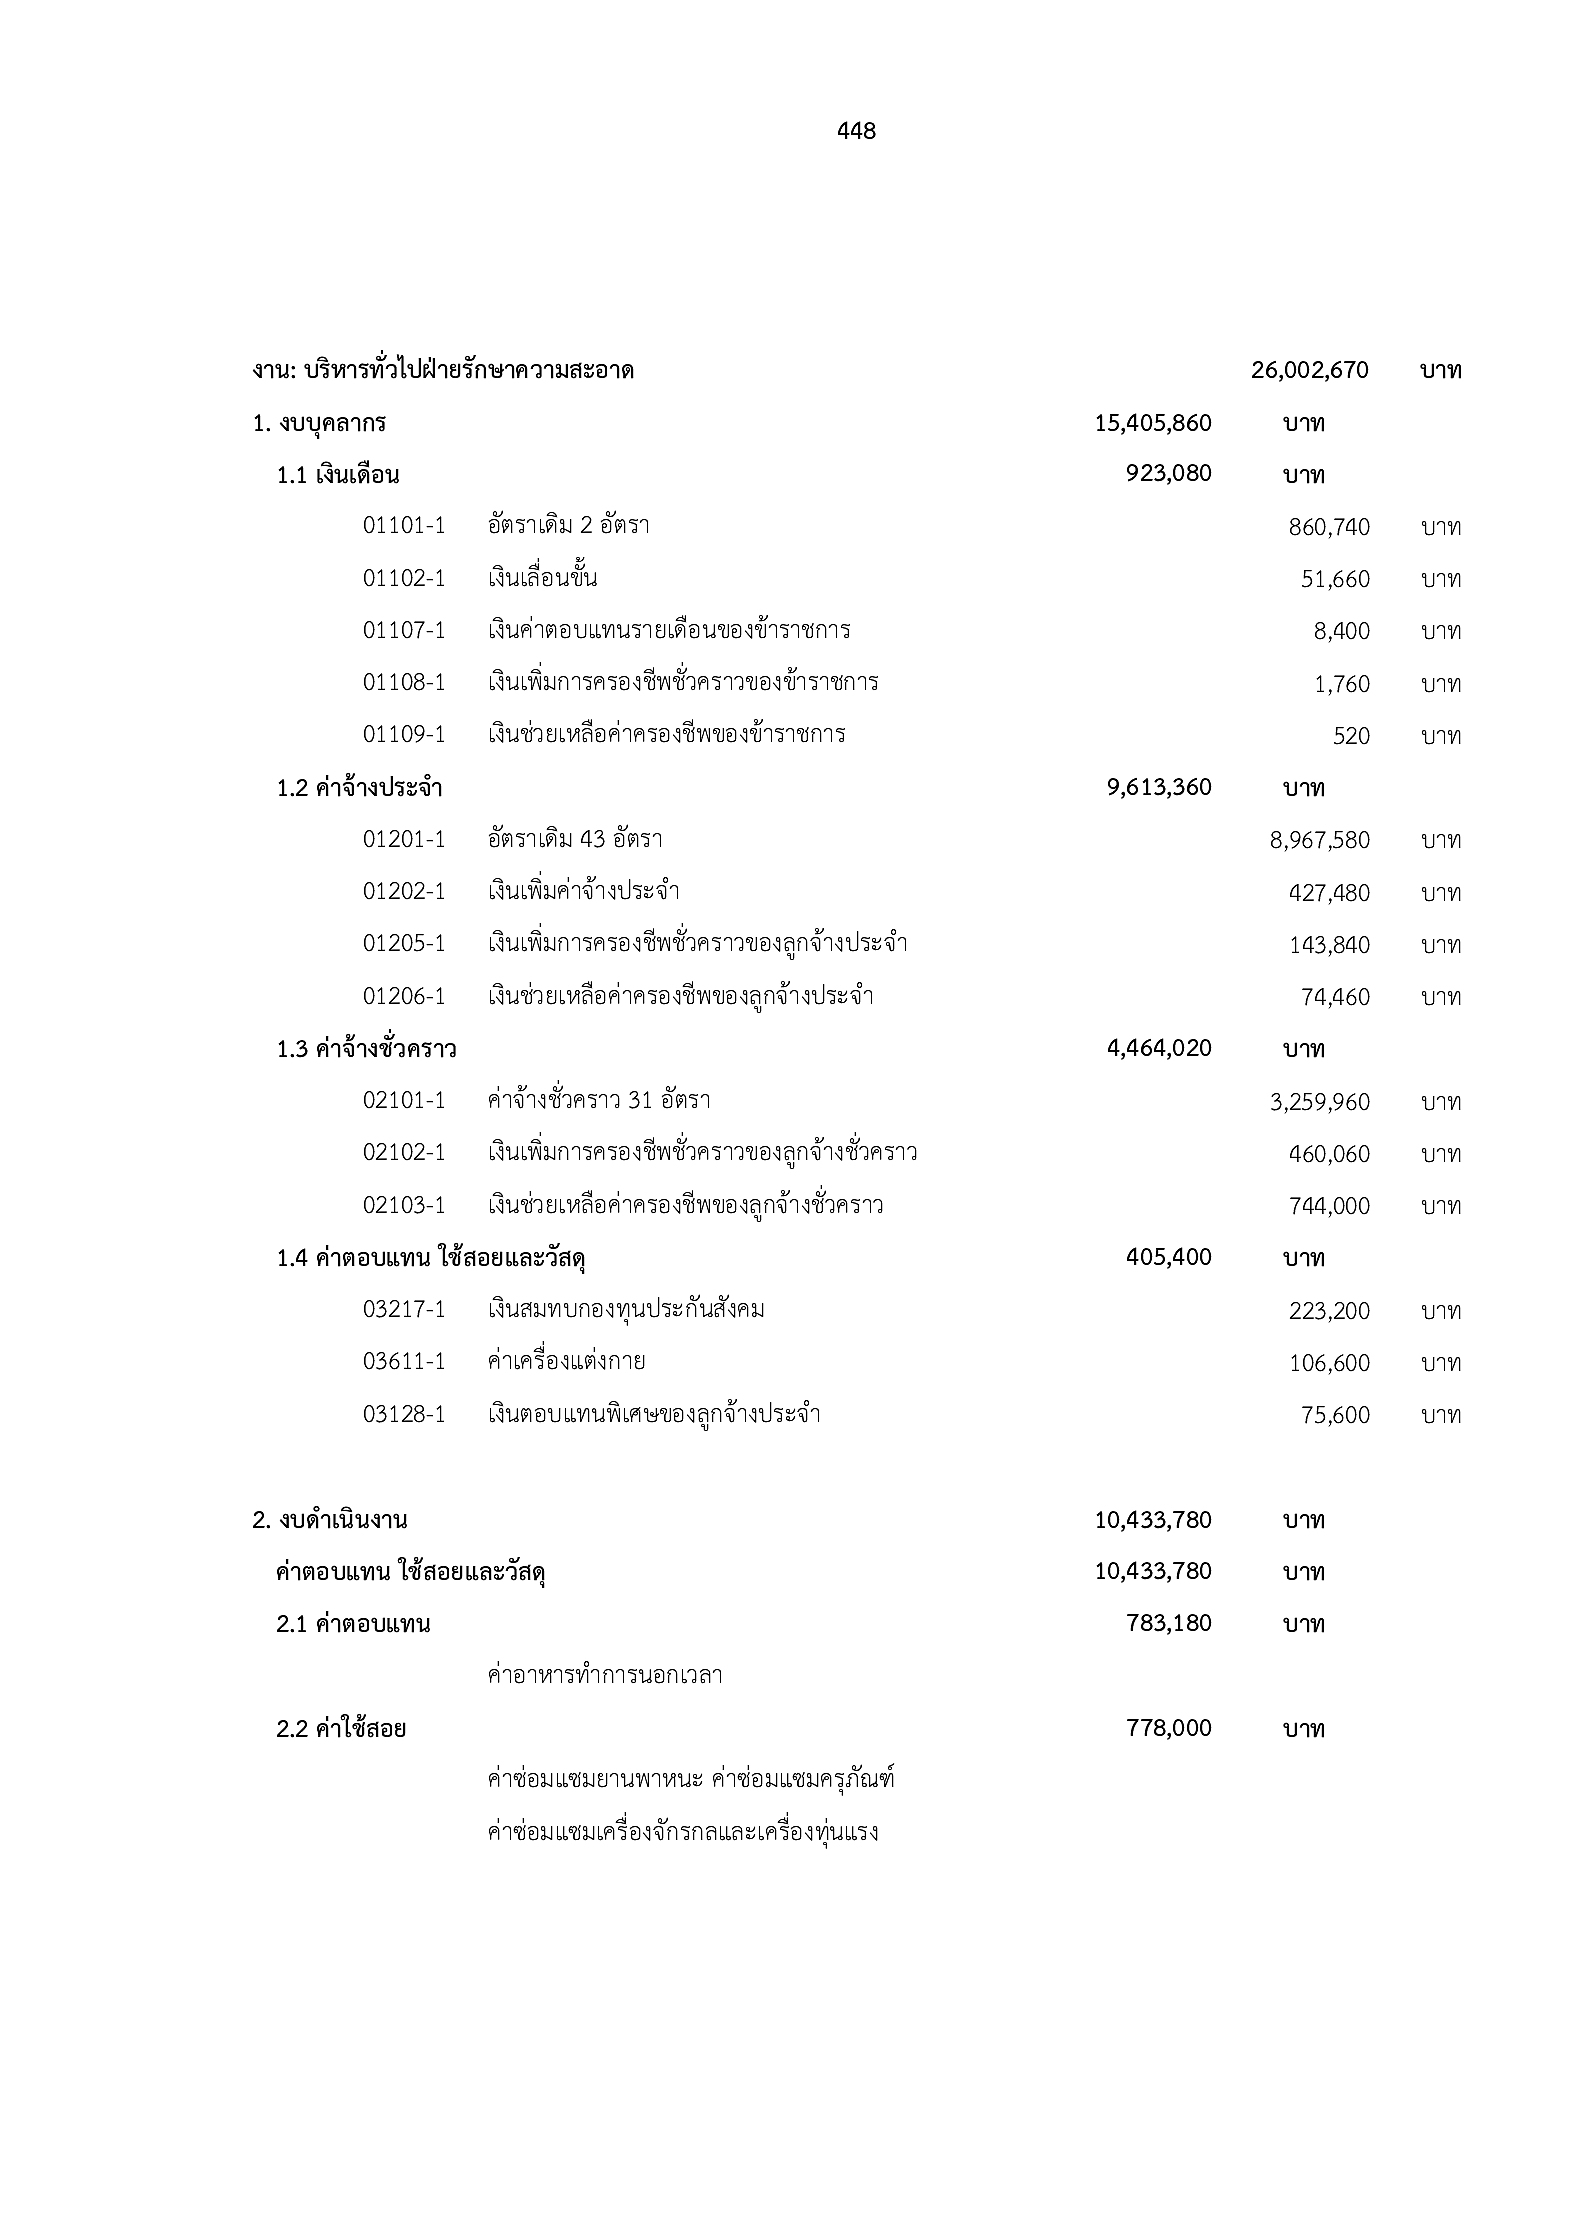 448
งาน: บริหารทั่วไปฝ่ายรักษาความสะอาด 26,002,670 บาท
1. งบบุคลากร 15,405,860 บาท
1.1 เงินเดือน 923,080 บาท
01101-1 อัตราเดิม 2 อัตรา 860,740 บาท
01102-1 เงินเลื่อนขั้น 51,660 บาท
01107-1 เงินค่าตอบแทนรายเดือนของข้าราชการ 8,400 บาท
01108-1 เงินเพิ่มการครองชีพชั่วคราวของข้าราชการ 1,760 บาท
01109-1 เงินช่วยเหลือค่าครองชีพของข้าราชการ 520 บาท
1.2 ค่าจ้างประจำ 9,613,360 บาท
01201-1 อัตราเดิม 43 อัตรา 8,967,580 บาท
01202-1 เงินเพิ่มค่าจ้างประจำ 427,480 บาท
01205-1 เงินเพิ่มการครองชีพชั่วคราวของลูกจ้างประจำ 143,840 บาท
01206-1 เงินช่วยเหลือค่าครองชีพของลูกจ้างประจำ 74,460 บาท
1.3 ค่าจ้างชั่วคราว 4,464,020 บาท
02101-1 ค่าจ้างชั่วคราว 31 อัตรา 3,259,960 บาท
02102-1 เงินเพิ่มการครองชีพชั่วคราวของลูกจ้างชั่วคราว 460,060 บาท
02103-1 เงินช่วยเหลือค่าครองชีพของลูกจ้างชั่วคราว 744,000 บาท
1.4 ค่าตอบแทน ใช้สอยและวัสดุ 405,400 บาท
03217-1 เงินสมทบกองทุนประกันสังคม 223,200 บาท
03611-1 ค่าเครื่องแต่งกาย 106,600 บาท
03128-1 เงินตอบแทนพิเศษของลูกจ้างประจำ 75,600 บาท
2. งบดำเนินงาน 10,433,780 บาท
ค่าตอบแทน ใช้สอยและวัสดุ 10,433,780 บาท
2.1 ค่าตอบแทน 783,180 บาท
ค่าอาหารทำการนอกเวลา
2.2 ค่าใช้สอย 778,000 บาท
ค่าซ่อมแซมยานพาหนะ ค่าซ่อมแซมครุภัณฑ์
ค่าซ่อมแซมเครื่องจักรกลและเครื่องทุ่นแรง